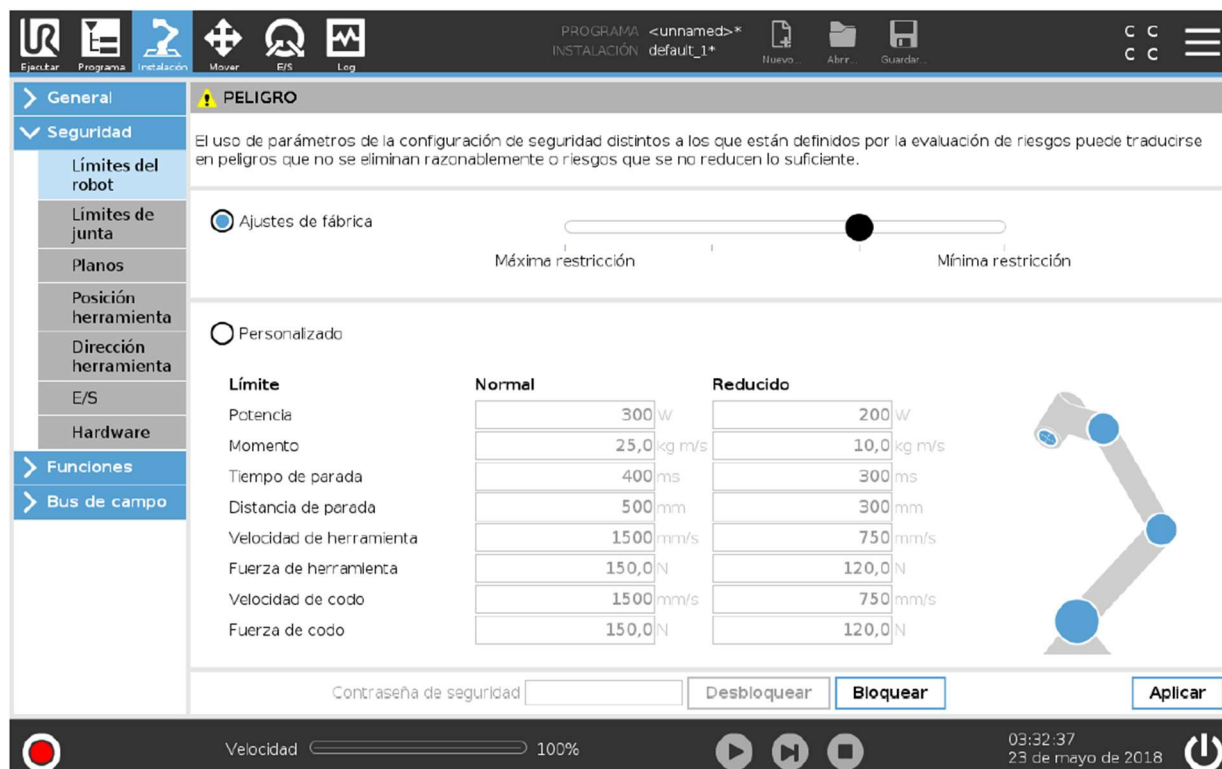 UR
Ejecutar Programa Instalación Mover E/S Log
PROGRAMA <unnamed>*
INSTALACIÓN default_1*
Nuevo... Abrir... Guardar...
C C
C C
General
Seguridad
Límites del
robot
Límites de
junta
Planos
Posición
herramienta
Dirección
herramienta
E/S
Hardware
Funciones
Bus de campo
PELIGRO
El uso de parámetros de la configuración de seguridad distintos a los que están definidos por la evaluación de riesgos puede traducirse
en peligros que no se eliminan razonablemente o riesgos que se no reducen lo suficiente.
Ajustes de fábrica
Máxima restricción Mínima restricción
Personalizado
Límite Normal Reducido
Potencia 300 W 200 W
Momento 25,0 kg m/s 10,0 kg m/s
Tiempo de parada 400 ms 300 ms
Distancia de parada 500 mm 300 mm
Velocidad de herramienta 1500 mm/s 750 mm/s
Fuerza de herramienta 150,0 N 120,0 N
Velocidad de codo 1500 mm/s 750 mm/s
Fuerza de codo 150,0 N 120,0 N
Contraseña de seguridad Desbloquear Bloquear Aplicar
Velocidad 100%
03:32:37
23 de mayo de 2018